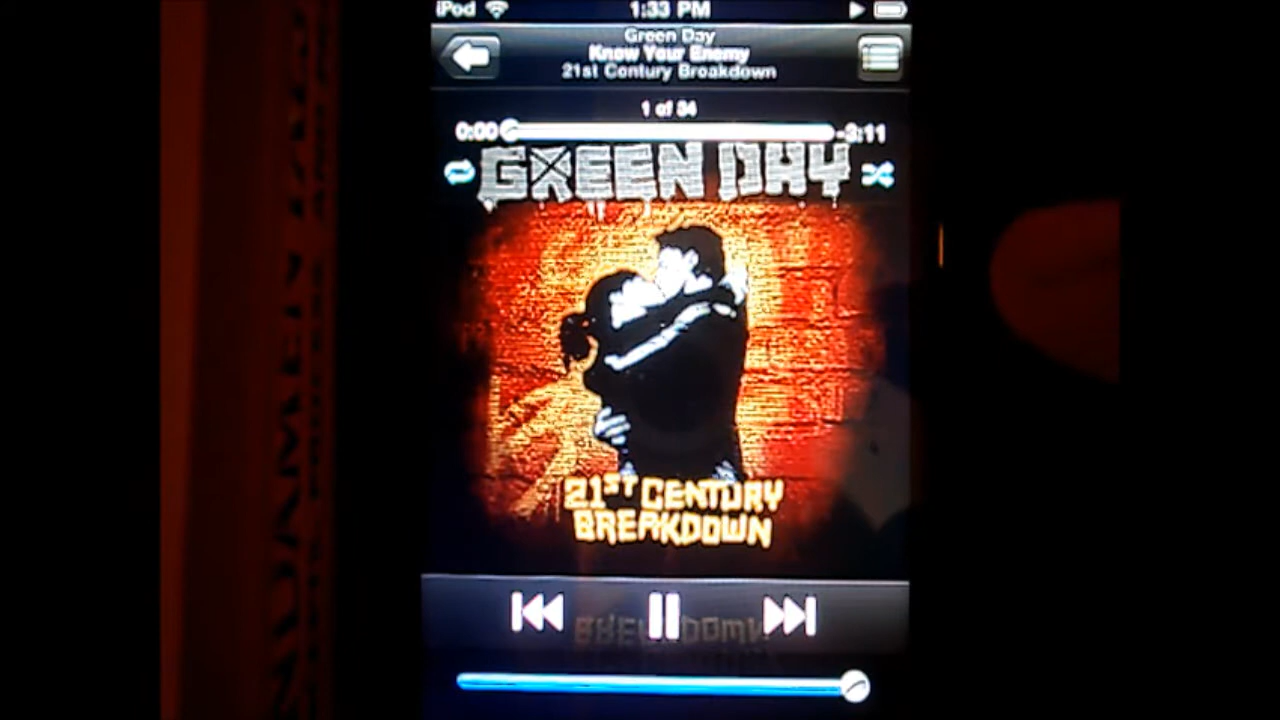 iPod 1:33 PM
Green Day
Know Your Enemy
21st Century Breakdown
1 of 34
0:00 -3:11
GREEN DAY
21ST CENTURY
BREAKDOWN